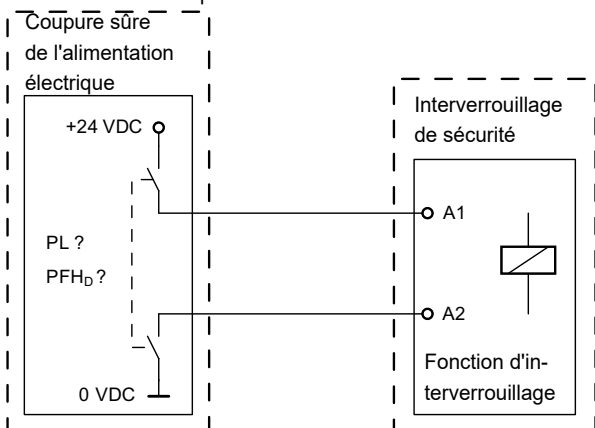 Coupure sûre
de l'alimentation
électrique
+24 VDC
PL ?
PFHD ?
0 VDC
Interverrouillage
de sécurité
A1
A2
Fonction d'in-
terverrouillage